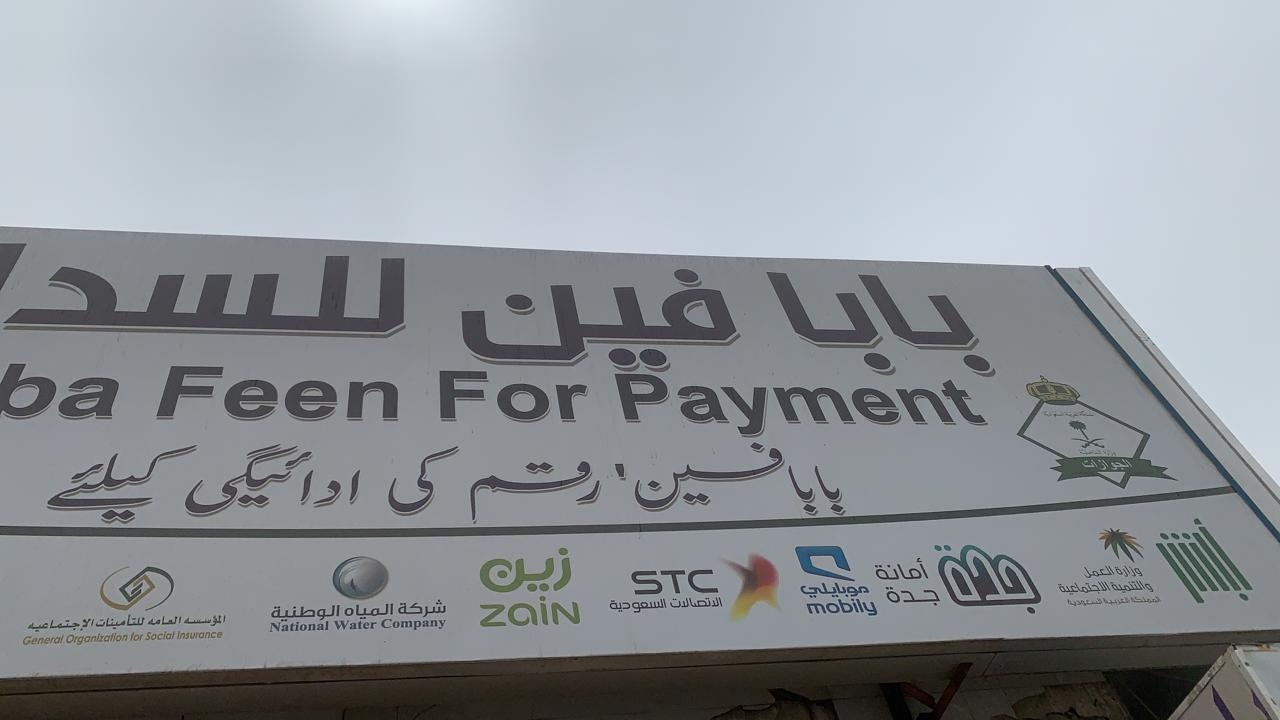 بابا فين للسدا
ba Feen For Payment
بابا فین' رقم کی ادائیگی کیلئے
الجوازات
أبشر
وزارة العمل
والتنمية الاجتماعية
المملكة العربية السعودية
جدة
أمانة
جدة
موبايلي
mobily
STC
الاتصالات السعودية
زين
zain
شركة المياه الوطنية
National Water Company
المؤسسه العامه للتأمينات الإجتماعيه
General Organization for Social Insurance